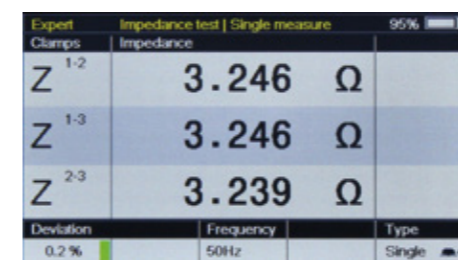 Expert Impedance test | Single measure 95%
Clamps Impedance
Z 1-2 3.246 Ω
Z 1-3 3.246 Ω
Z 2-3 3.239 Ω
Deviation Frequency Type
0.2 % 50Hz Single